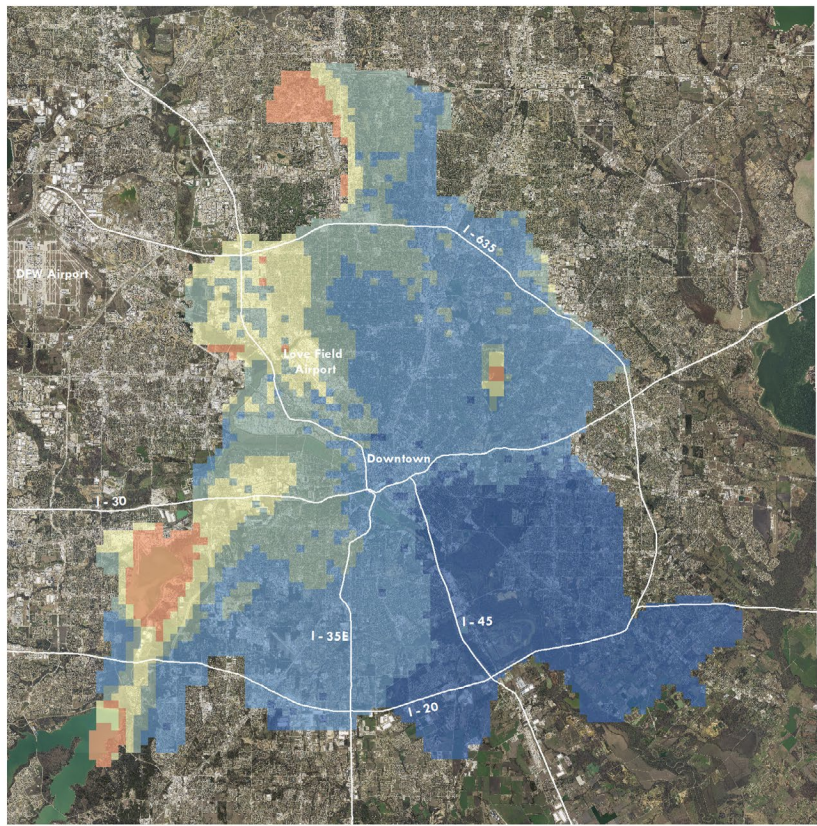 I - 635
DFW Airport
Love Field
Airport
Downtown
I - 30
I - 45
I - 35E
I - 20